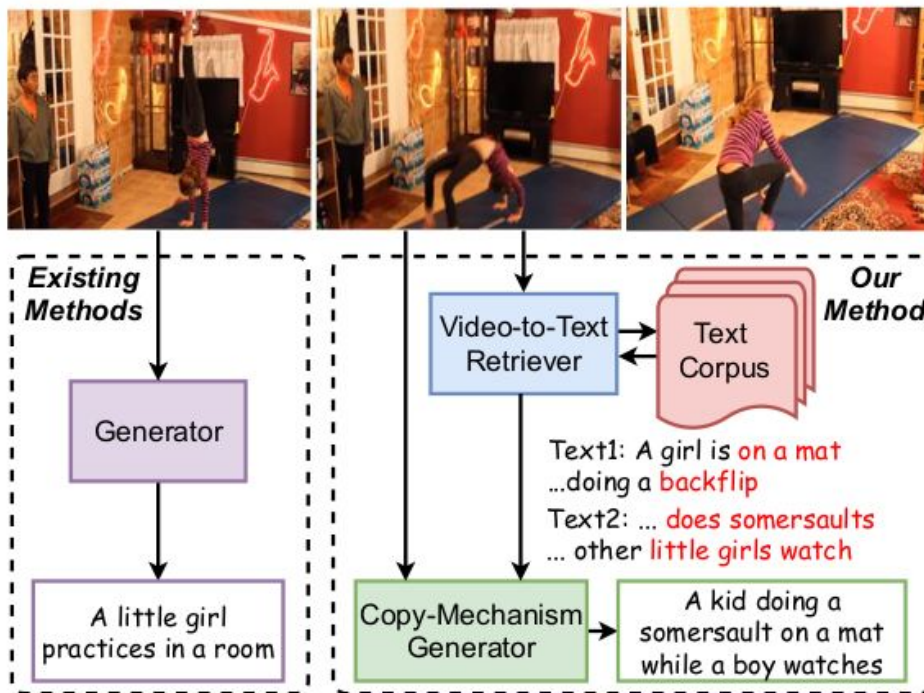 Existing
Methods
Our
Method
Video-to-Text
Retriever
Text
Corpus
Generator
Text1: A girl is on a mat
...doing a backflip
Text2: ... does somersaults
... other little girls watch
A little girl
practices in a room
Copy-Mechanism
Generator
A kid doing a
somersault on a mat
while a boy watches